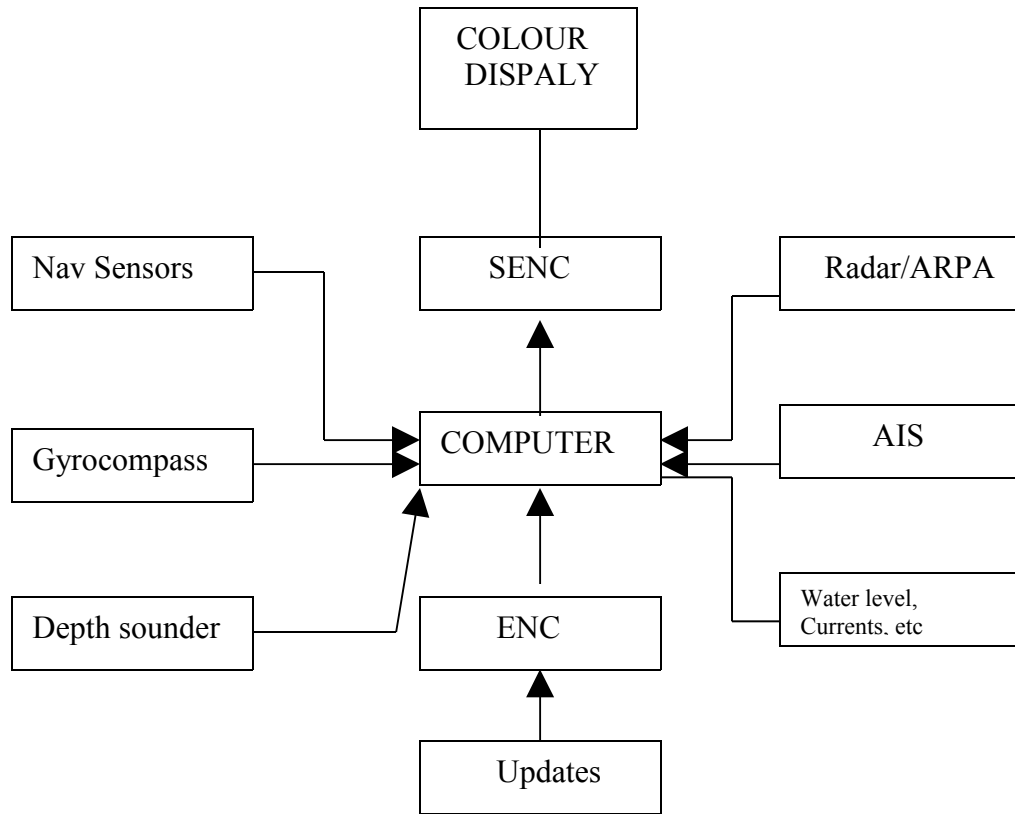 COLOUR
DISPALY
Nav Sensors
SENC
Radar/ARPA
Gyrocompass
COMPUTER
AIS
Depth sounder
ENC
Water level,
Currents, etc
Updates